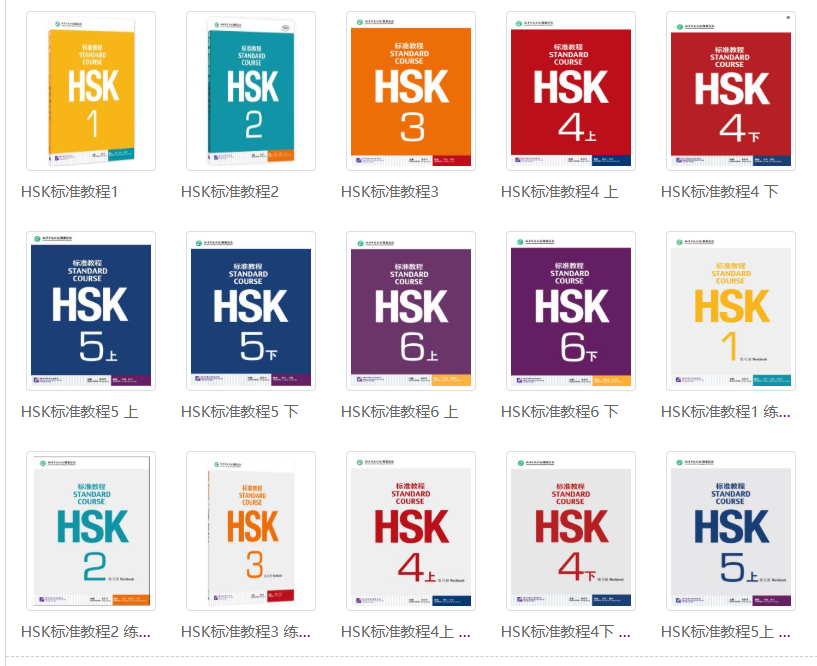 标准教程
STANDARD
COURSE
HSK
1
标准教程
STANDARD
COURSE
HSK
2
标准教程
STANDARD
COURSE
HSK
3
标准教程
STANDARD
COURSE
HSK
4上
标准教程
STANDARD
COURSE
HSK
4下
HSK标准教程1
HSK标准教程2
HSK标准教程3
HSK标准教程4 上
HSK标准教程4 下
标准教程
STANDARD
COURSE
HSK
5上
标准教程
STANDARD
COURSE
HSK
5下
标准教程
STANDARD
COURSE
HSK
6上
标准教程
STANDARD
COURSE
HSK
6下
标准教程
STANDARD
COURSE
HSK
1 练习册 Workbook
HSK标准教程5 上
HSK标准教程5 下
HSK标准教程6 上
HSK标准教程6 下
HSK标准教程1 练...
标准教程
STANDARD
COURSE
HSK
2 练习册 Workbook
标准教程
STANDARD
COURSE
HSK
3 练习册 Workbook
标准教程
STANDARD
COURSE
HSK
4上 练习册 Workbook
标准教程
STANDARD
COURSE
HSK
4下 练习册 Workbook
标准教程
STANDARD
COURSE
HSK
5上 练习册 Workbook
HSK标准教程2 练...
HSK标准教程3 练...
HSK标准教程4上 ...
HSK标准教程4下 ...
HSK标准教程5上 ...